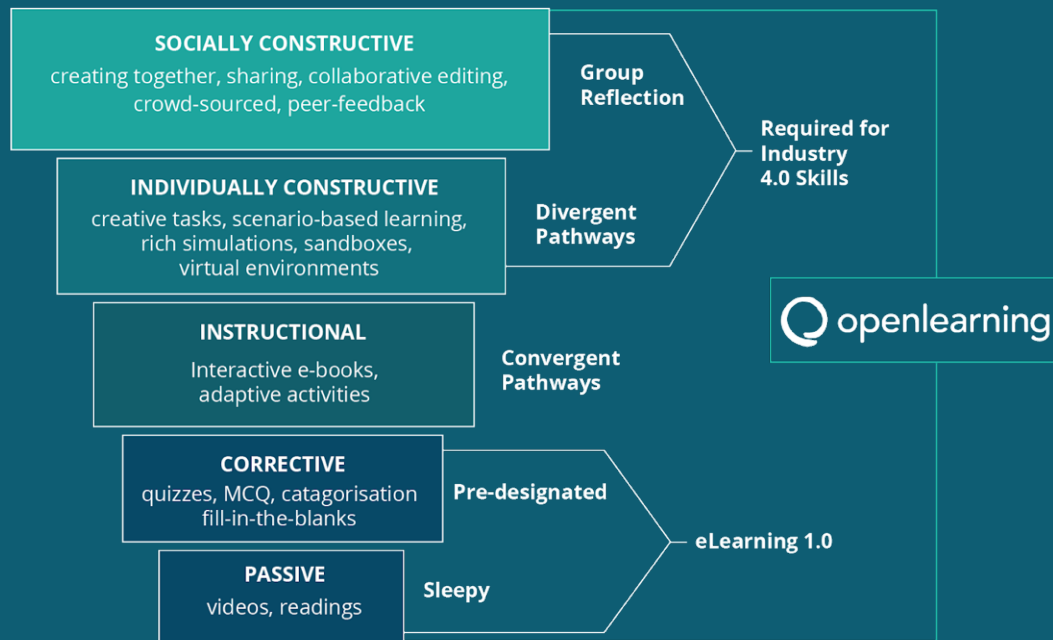 SOCIALLY CONSTRUCTIVE
creating together, sharing, collaborative editing,
crowd-sourced, peer-feedback
Group
Reflection
Required for
Industry
4.0 Skills
INDIVIDUALLY CONSTRUCTIVE
creative tasks, scenario-based learning,
rich simulations, sandboxes,
virtual environments
Divergent
Pathways
openlearning
INSTRUCTIONAL
Interactive e-books,
adaptive activities
Convergent
Pathways
CORRECTIVE
quizzes, MCQ, catagorisation
fill-in-the-blanks
Pre-designated
eLearning 1.0
PASSIVE
videos, readings
Sleepy